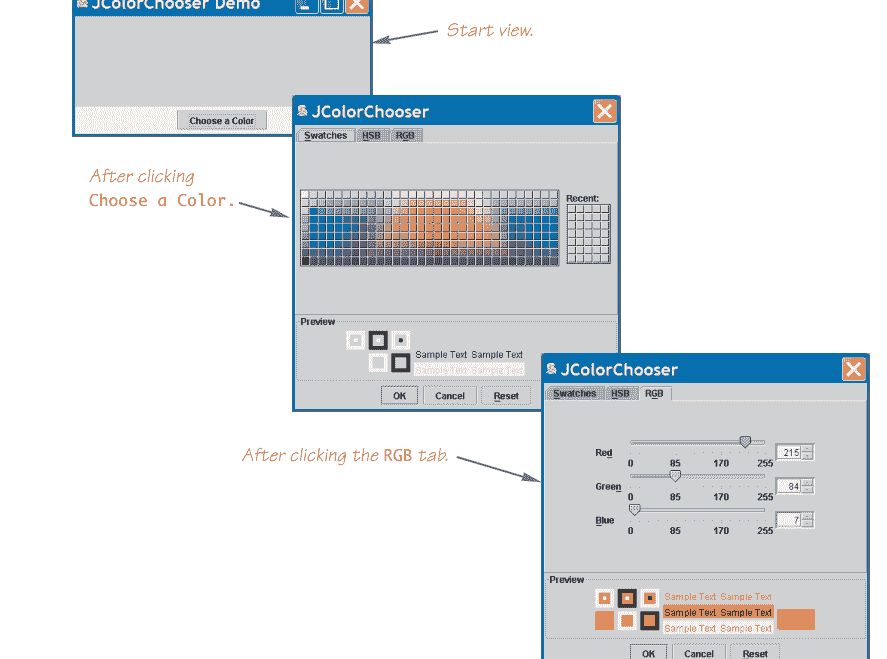 JColorChooser Demo
Start view.
Choose a Color
JColorChooser
Swatches HSB RGB
After clicking
Choose a Color.
Recent:
Preview
Sample Text Sample Text
Sample Text Sample Text
OK Cancel Reset
JColorChooser
Swatches HSB RGB
After clicking the RGB tab.
Red 215
0 85 170 255
Green 84
0 85 170 255
Blue 7
0 85 170 255
Preview
Sample Text Sample Text
Sample Text Sample Text
Sample Text Sample Text
OK Cancel Reset